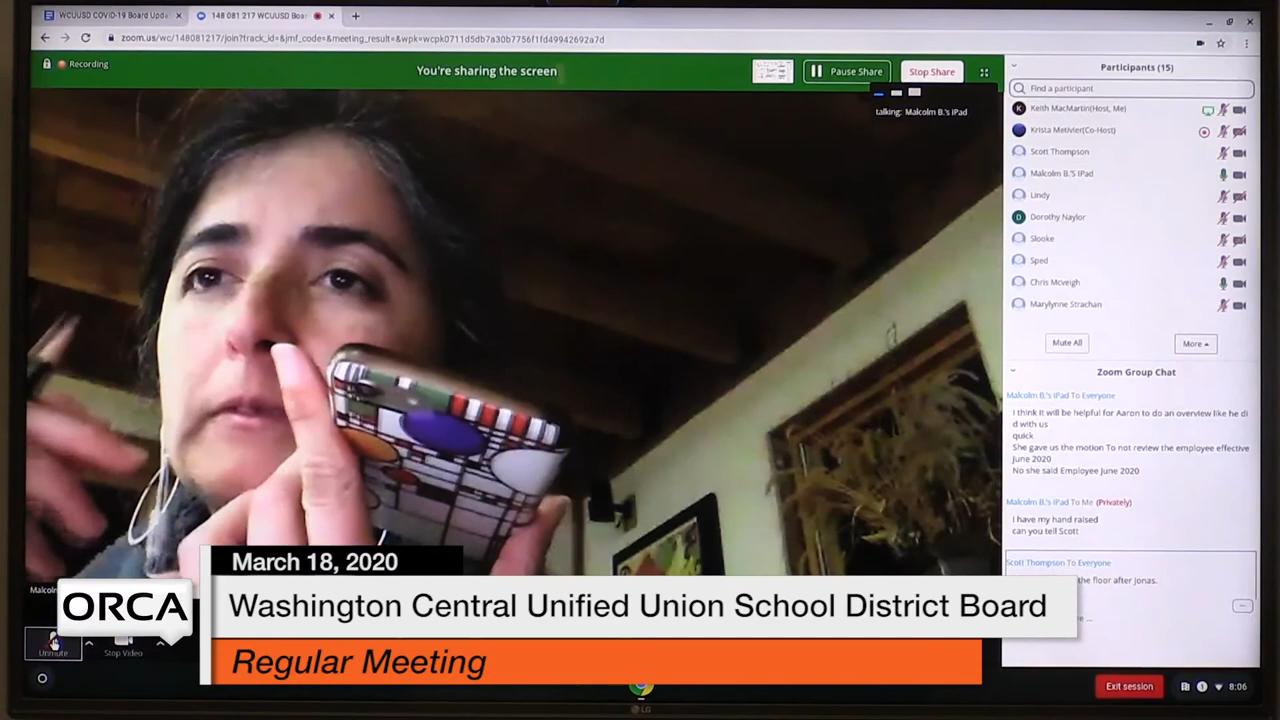 WCUUSD COVID-19 Board Upda
148 081 217 WCUUSD Boar
zoom.us/wc/148081217/join?track_id=&jmf_code=&meeting_result=&wpk=wcpk0711d5db7a30b7756f1fd49942692a7d
Recording
You're sharing the screen
Pause Share
Stop Share
talking: Malcolm B.'s iPad
Participants (15)
Find a participant
K Keith MacMartin(Host, Me)
Krista Metivier(Co-Host)
Scott Thompson
Malcolm B.'s iPad
Lindy
D Dorothy Naylor
Slooke
Sped
Chris Mcveigh
Marylynne Strachan
Mute All
More
Zoom Group Chat
Malcolm B.'s iPad To Everyone
I think it will be helpful for Aaron to do an overview like he di
d with us
quick
She gave us the motion To not review the employee effective
June 2020
No she said Employee June 2020
Malcolm B.'s iPad To Me (Privately)
I have my hand raised
can you tell Scott
Scott Thompson To Everyone
the floor after Jonas.
Malcolm
Unmute
Stop Video
March 18, 2020
ORCA
Washington Central Unified Union School District Board
Regular Meeting
Exit session
1
8:06
LG